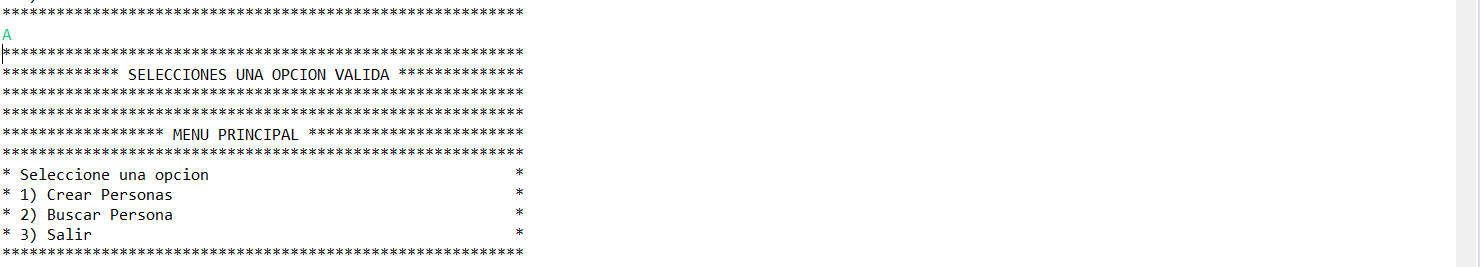 **********************************************************
A
**********************************************************
************* SELECCIONES UNA OPCION VALIDA **************
**********************************************************
**********************************************************
****************** MENU PRINCIPAL ************************
**********************************************************
* Seleccione una opcion *
* 1) Crear Personas *
* 2) Buscar Persona *
* 3) Salir *
**********************************************************